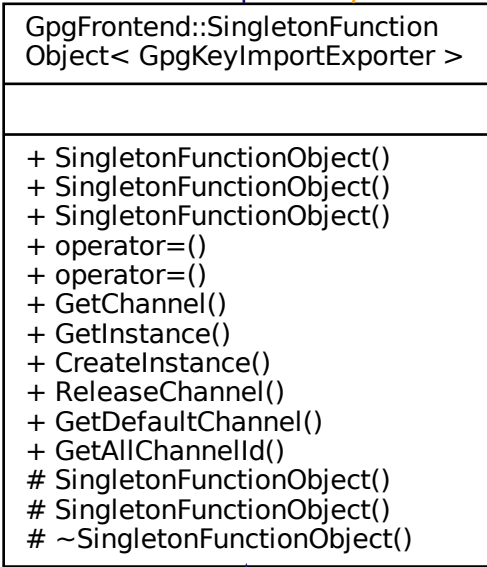 GpgFrontend::SingletonFunction
Object< GpgKeyImportExporter >
+ SingletonFunctionObject()
+ SingletonFunctionObject()
+ SingletonFunctionObject()
+ operator=()
+ operator=()
+ GetChannel()
+ GetInstance()
+ CreateInstance()
+ ReleaseChannel()
+ GetDefaultChannel()
+ GetAllChannelId()
# SingletonFunctionObject()
# SingletonFunctionObject()
# ~SingletonFunctionObject()